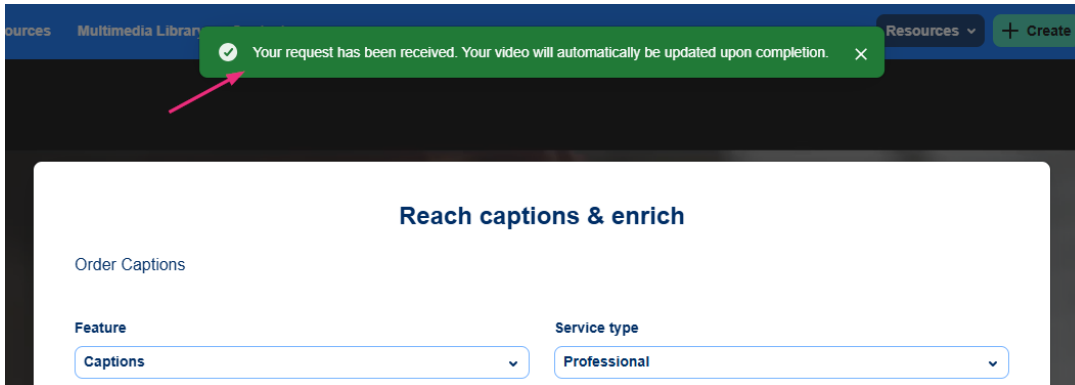 ources Multimedia Library Resources + Create
Your request has been received. Your video will automatically be updated upon completion.
Reach captions & enrich
Order Captions
Feature Service type
Captions Professional